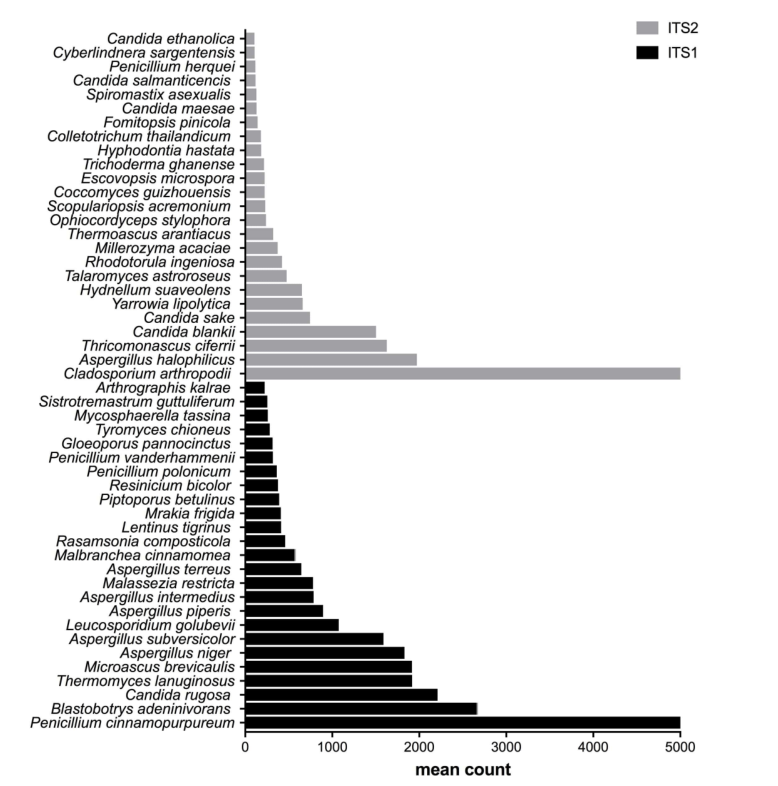 ITS2
ITS1
Candida ethanolica
Cyberlindnera sargentensis
Penicillium herquei
Candida salmanticencis
Spiromastix asexualis
Candida maesae
Fomitopsis pinicola
Colletotrichum thailandicum
Hyphodontia hastata
Trichoderma ghanense
Escovopsis microspora
Coccomyces guizhouensis
Scopulariopsis acremonium
Ophiocordyceps stylophora
Thermoascus arantiacus
Millerozyma acaciae
Rhodotorula ingeniosa
Talaromyces astroroseus
Hydnellum suaveolens
Yarrowia lipolytica
Candida sake
Candida blankii
Thricomonascus ciferrii
Aspergillus halophilicus
Cladosporium arthropodii
Arthrographis kalrae
Sistrotremastrum guttuliferum
Mycosphaerella tassina
Tyromyces chioneus
Gloeoporus pannocinctus
Penicillium vanderhammenii
Penicillium polonicum
Resinicium bicolor
Piptoporus betulinus
Mrakia frigida
Lentinus tigrinus
Rasamsonia composticola
Malbranchea cinnamomea
Aspergillus terreus
Malassezia restricta
Aspergillus intermedius
Aspergillus piperis
Leucosporidium golubevii
Aspergillus subversicolor
Aspergillus niger
Microascus brevicaulis
Thermomyces lanuginosus
Candida rugosa
Blastobotrys adeninivorans
Penicillium cinnamopurpureum
0 1000 2000 3000 4000 5000
mean count